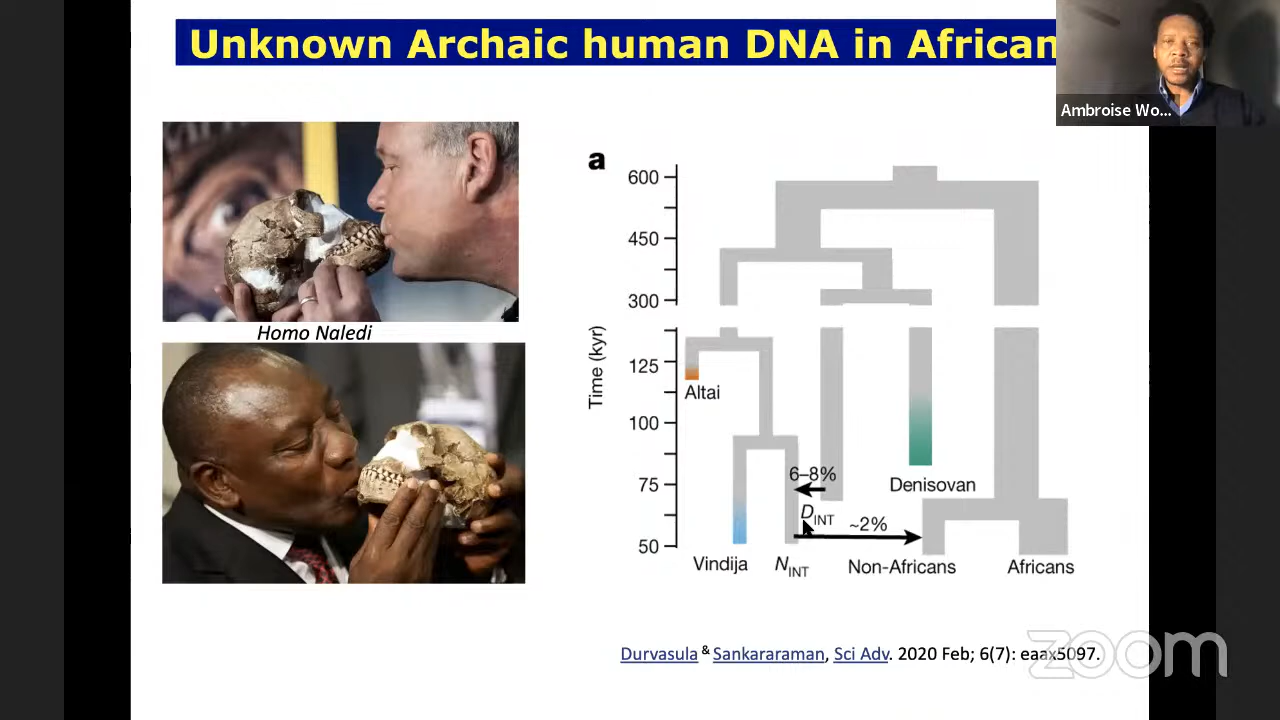 Unknown Archaic human DNA in African
Ambroise Wo...
Homo Naledi
a
Time (kyr)
600
450
300
125
100
75
50
Altai
6–8%
Denisovan
DINT
~2%
Vindija
NINT
Non-Africans
Africans
Durvasula & Sankararaman, Sci Adv. 2020 Feb; 6(7): eaax5097.
zoom